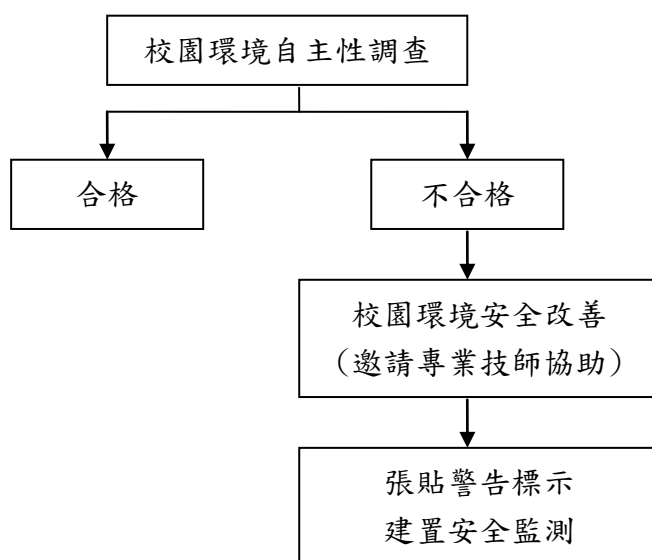 校園環境自主性調查
合格
不合格
校園環境安全改善
（邀請專業技師協助）
張貼警告標示
建置安全監測